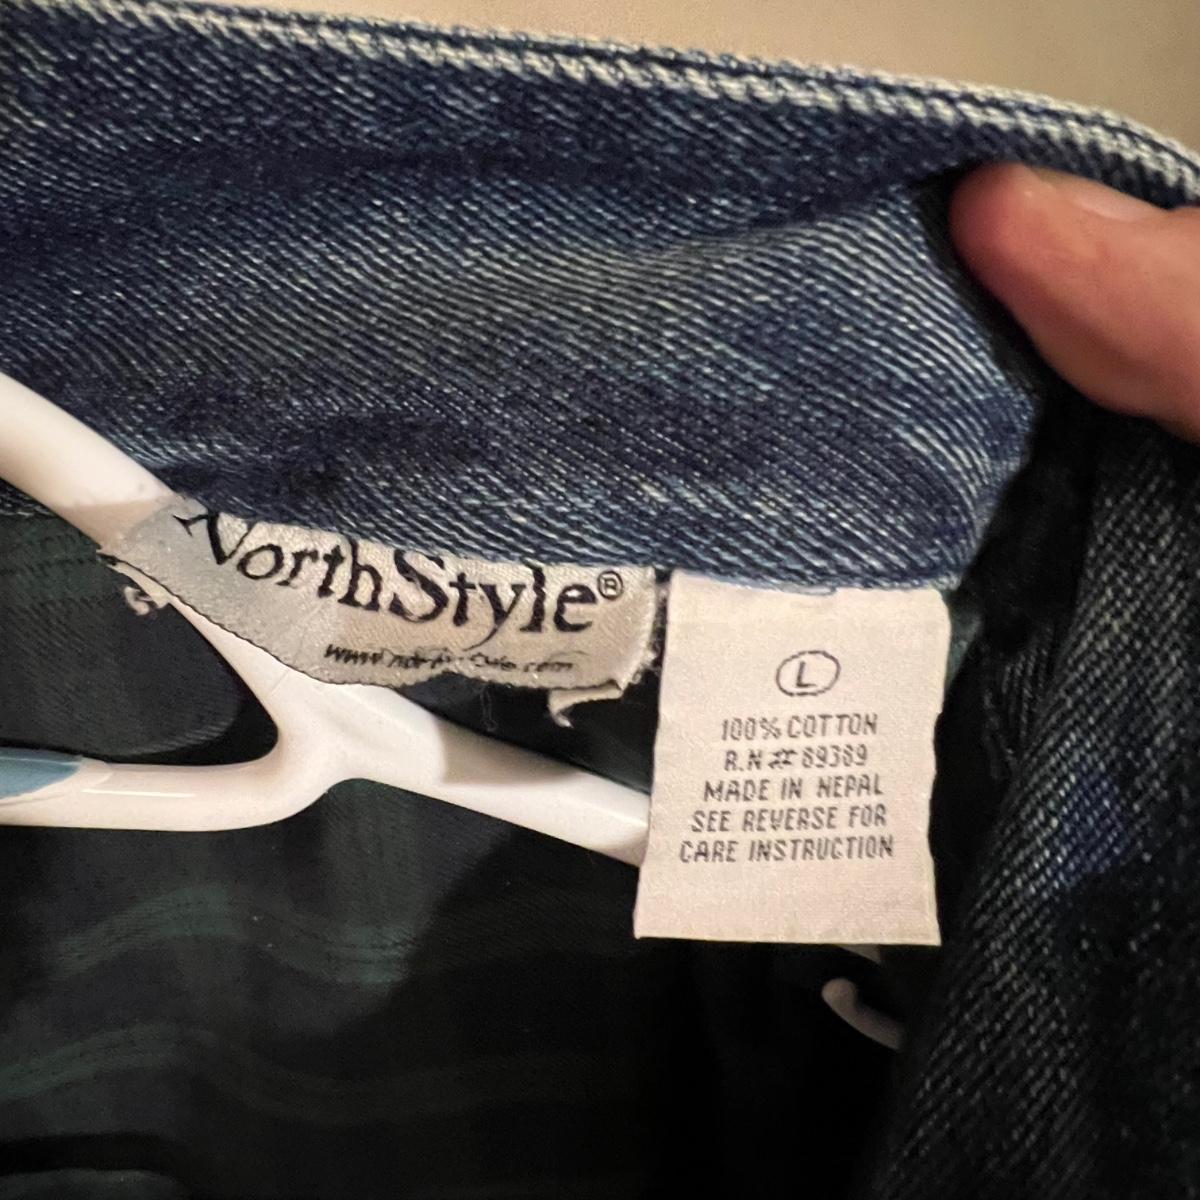 NorthStyle®
L
100% COTTON
R.N # 89389
MADE IN NEPAL
SEE REVERSE FOR
CARE INSTRUCTION